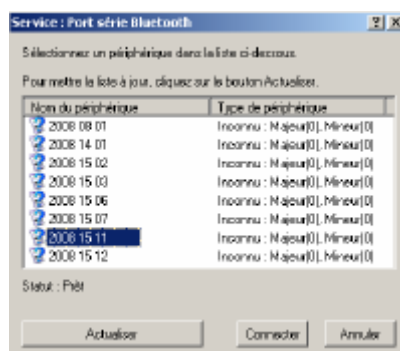 Service : Port série Bluetooth
Sélectionnez un périphérique dans la liste ci-dessous.
Pour mettre la liste à jour, cliquez sur le bouton Actualiser.
Nom du périphérique Type de périphérique
2008 08 01 Inconnu : Majeur(0), Mineur(0)
2008 14 01 Inconnu : Majeur(0), Mineur(0)
2008 15 02 Inconnu : Majeur(0), Mineur(0)
2008 15 03 Inconnu : Majeur(0), Mineur(0)
2008 15 06 Inconnu : Majeur(0), Mineur(0)
2008 15 07 Inconnu : Majeur(0), Mineur(0)
2008 15 11 Inconnu : Majeur(0), Mineur(0)
2008 15 12 Inconnu : Majeur(0), Mineur(0)
Statut : Prêt
Actualiser Connecter Annuler